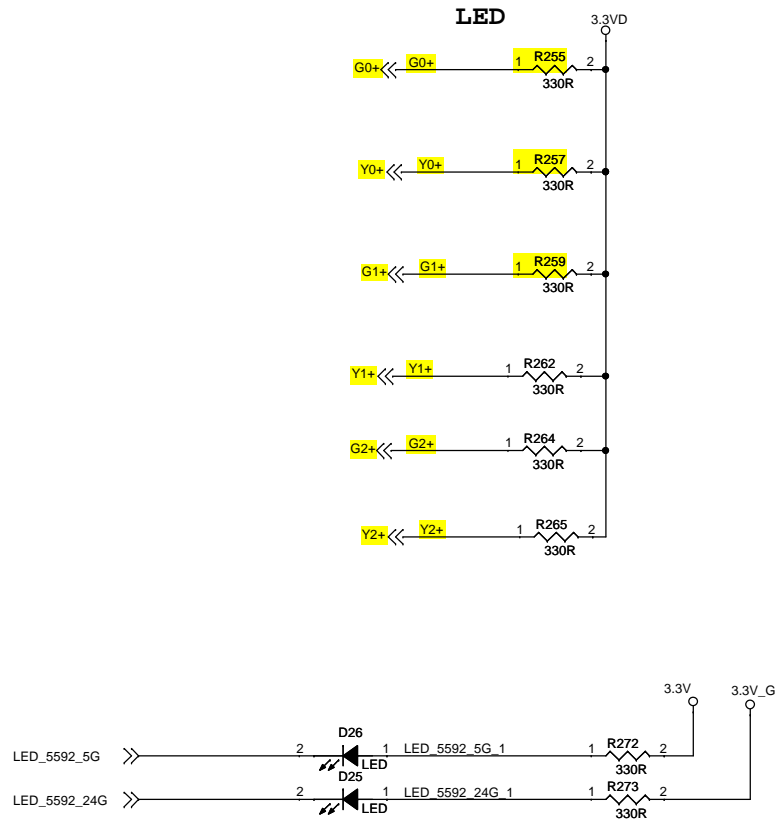 LED
3.3VD
G0+ G0+ 1 R255 2
330R
Y0+ Y0+ 1 R257 2
330R
G1+ G1+ 1 R259 2
330R
Y1+ Y1+ 1 R262 2
330R
G2+ G2+ 1 R264 2
330R
Y2+ Y2+ 1 R265 2
330R
3.3V 3.3V_G
D26
LED_5592_5G 2 1 LED_5592_5G_1 1 R272 2
LED 330R
D25
LED_5592_24G 2 1 LED_5592_24G_1 1 R273 2
LED 330R